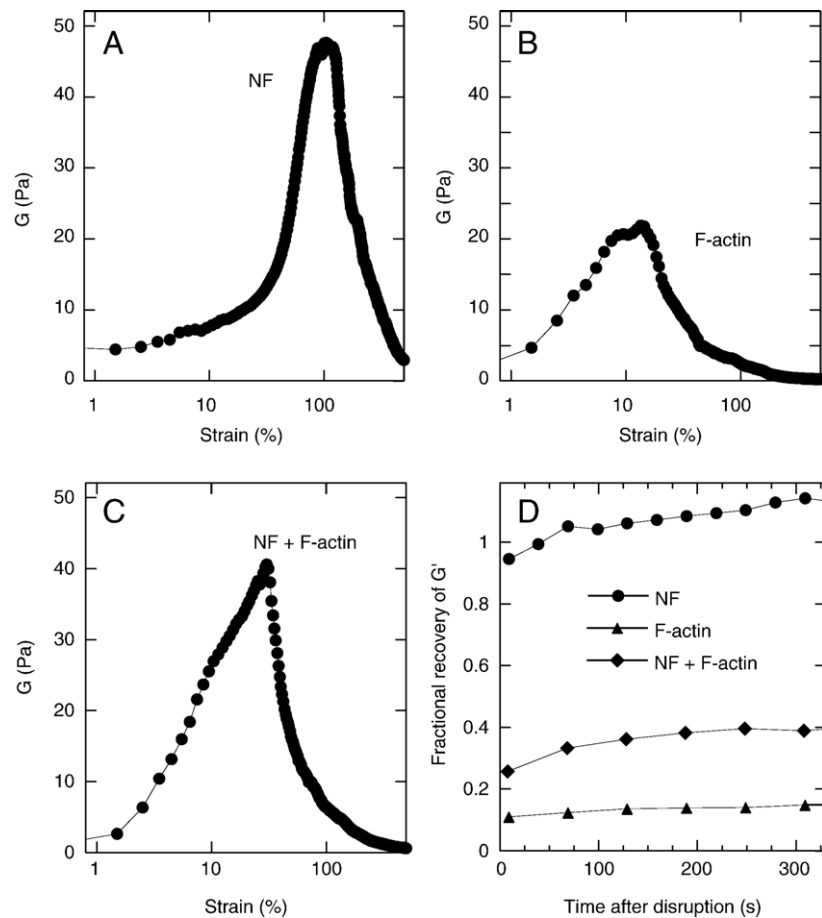 A
NF
G (Pa)
50
40
30
20
10
0
1
10
100
Strain (%)
B
F-actin
G (Pa)
50
40
30
20
10
0
1
10
100
Strain (%)
C
NF + F-actin
G (Pa)
50
40
30
20
10
0
1
10
100
Strain (%)
D
Fractional recovery of G'
1
0.8
0.6
0.4
0.2
0
NF
F-actin
NF + F-actin
0
100
200
300
Time after disruption (s)